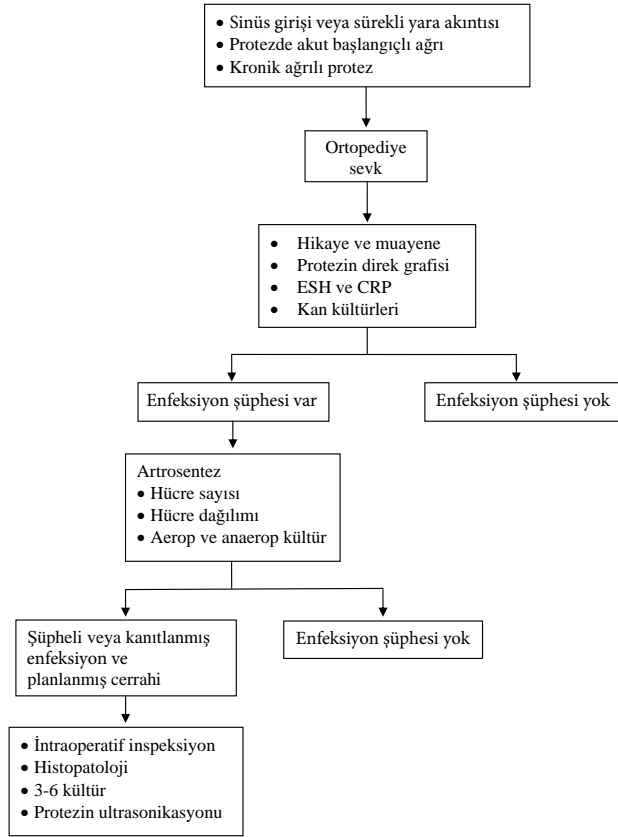 • Sinüs girişi veya sürekli yara akıntısı
• Protezde akut başlangıçlı ağrı
• Kronik ağrılı protez
Ortopediye
sevk
• Hikaye ve muayene
• Protezin direk grafisi
• ESH ve CRP
• Kan kültürleri
Enfeksiyon şüphesi var
Enfeksiyon şüphesi yok
Artrosentez
• Hücre sayısı
• Hücre dağılımı
• Aerop ve anaerop kültür
Şüpheli veya kanıtlanmış
enfeksiyon ve
planlanmış cerrahi
Enfeksiyon şüphesi yok
• İntraoperatif inspeksiyon
• Histopatoloji
• 3-6 kültür
• Protezin ultrasonikasyonu